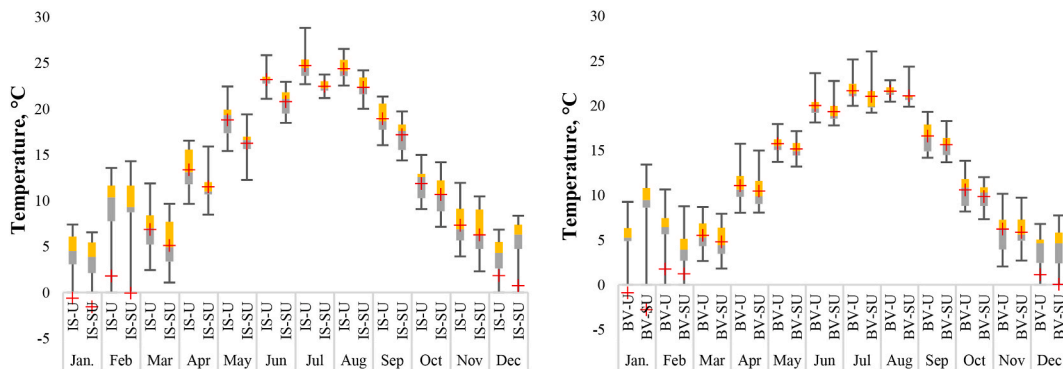 Temperature, °C
30
25
20
15
10
5
0
-5
IS-U IS-SU IS-U IS-SU IS-U IS-SU IS-U IS-SU IS-U IS-SU IS-U IS-SU IS-U IS-SU IS-U IS-SU IS-U IS-SU IS-U IS-SU IS-U IS-SU IS-U IS-SU
Jan. Feb Mar Apr May Jun Jul Aug Sep Oct Nov Dec
Temperature, °C
30
25
20
15
10
5
0
-5
BV-U BV-SU BV-U BV-SU BV-U BV-SU BV-U BV-SU BV-U BV-SU BV-U BV-SU BV-U BV-SU BV-U BV-SU BV-U BV-SU BV-U BV-SU BV-U BV-SU BV-U BV-SU
Jan. Feb Mar Apr May Jun Jul Aug Sep Oct Nov Dec